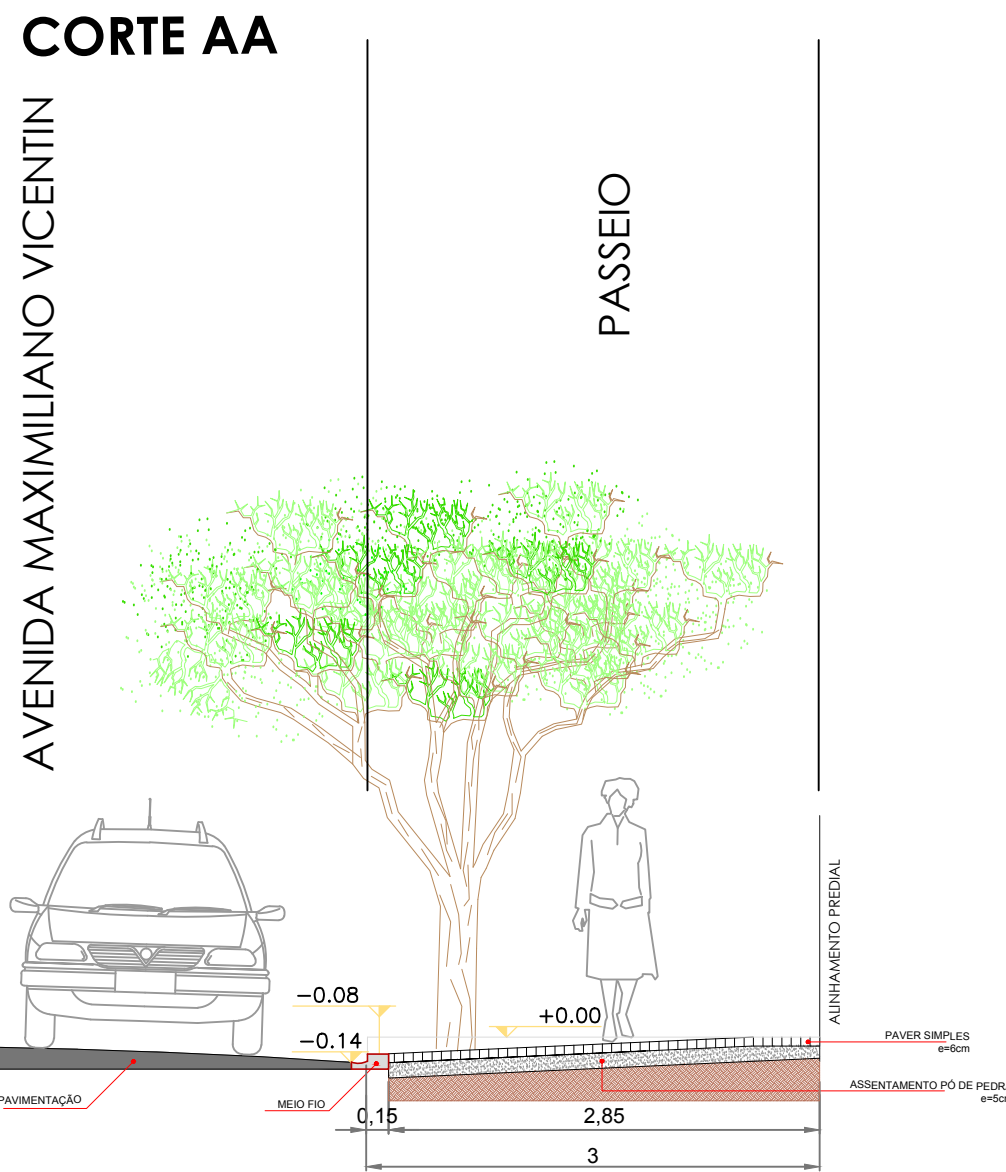 CORTE AA
AVENIDA MAXIMILIANO VICENTIN
PASSEIO
ALINHAMENTO PREDIAL
−0.08
+0.00
−0.14
PAVER SIMPLES
e=6cm
ASSENTAMENTO PÓ DE PEDRA
e=5cm
PAVIMENTAÇÃO
MEIO FIO
0,15
2,85
3